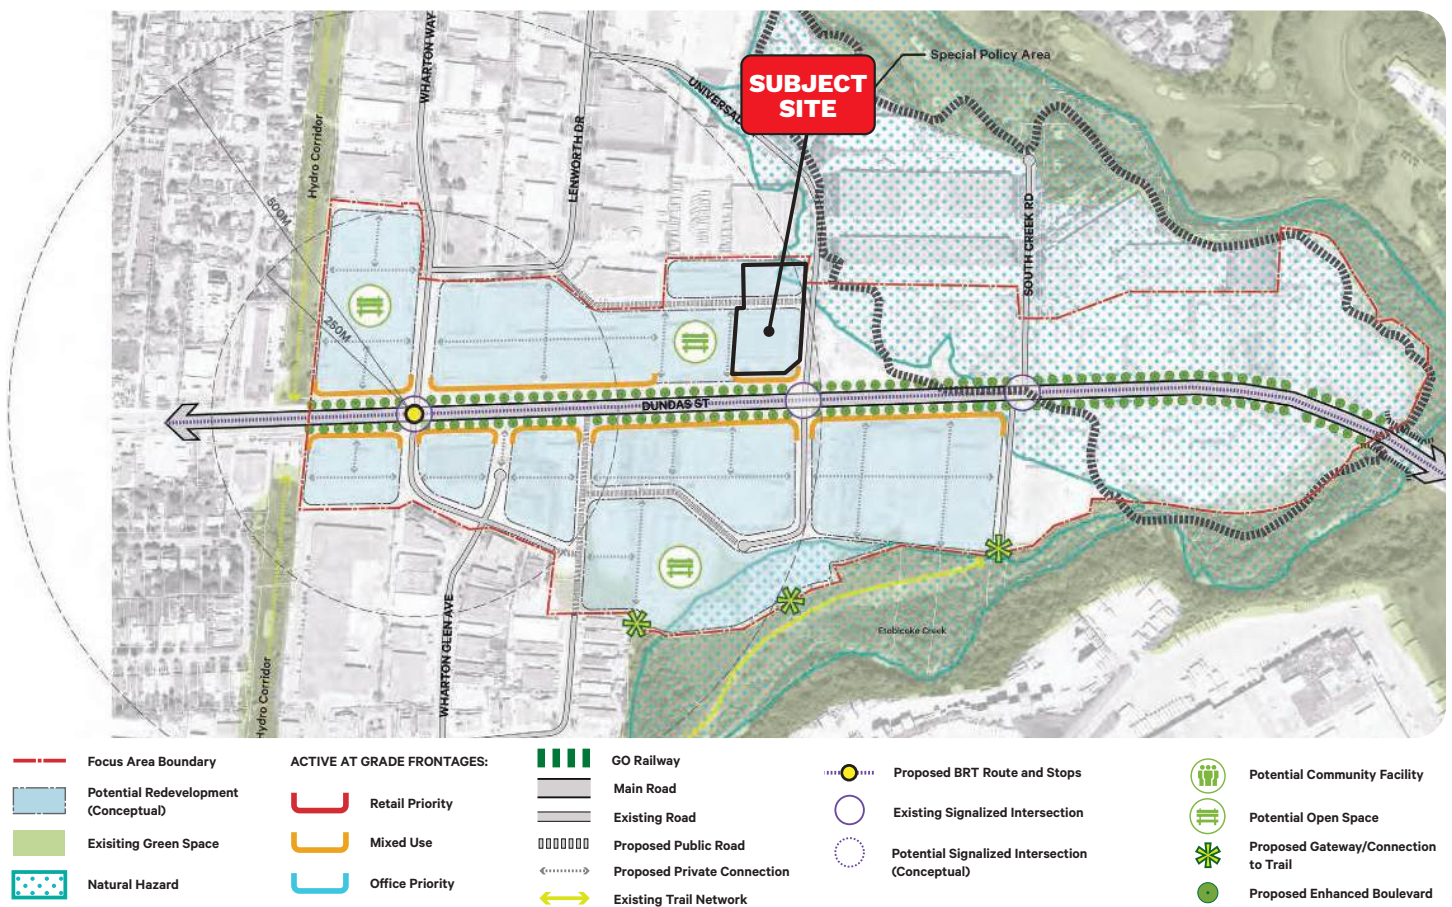 WHARTON WAY
Special Policy Area
SUBJECT
SITE
UNIVERSAL
Hydro Corridor
LENWORTH DR
500M
SOUTH CREEK RD
250M
DUNDAS ST
WHARTON GLEN AVE
Etobicoke Creek
Hydro Corridor
Focus Area Boundary
Potential Redevelopment
(Conceptual)
Exisiting Green Space
Natural Hazard
ACTIVE AT GRADE FRONTAGES:
Retail Priority
Mixed Use
Office Priority
GO Railway
Main Road
Existing Road
Proposed Public Road
Proposed Private Connection
Existing Trail Network
Proposed BRT Route and Stops
Existing Signalized Intersection
Potential Signalized Intersection
(Conceptual)
Potential Community Facility
Potential Open Space
Proposed Gateway/Connection
to Trail
Proposed Enhanced Boulevard